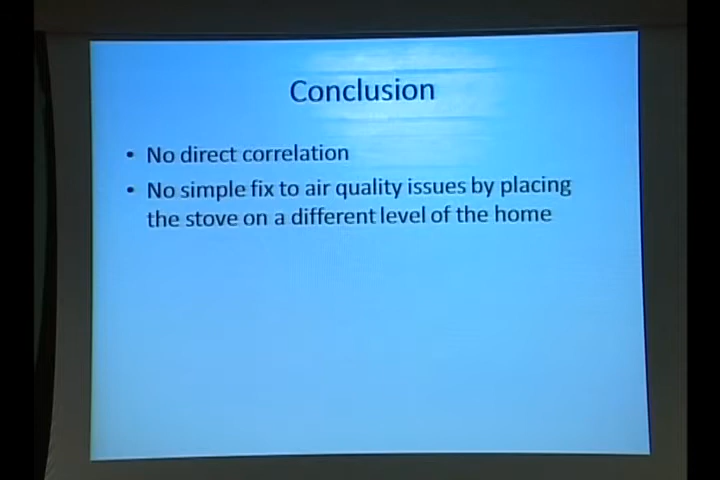 Conclusion
• No direct correlation
• No simple fix to air quality issues by placing
the stove on a different level of the home